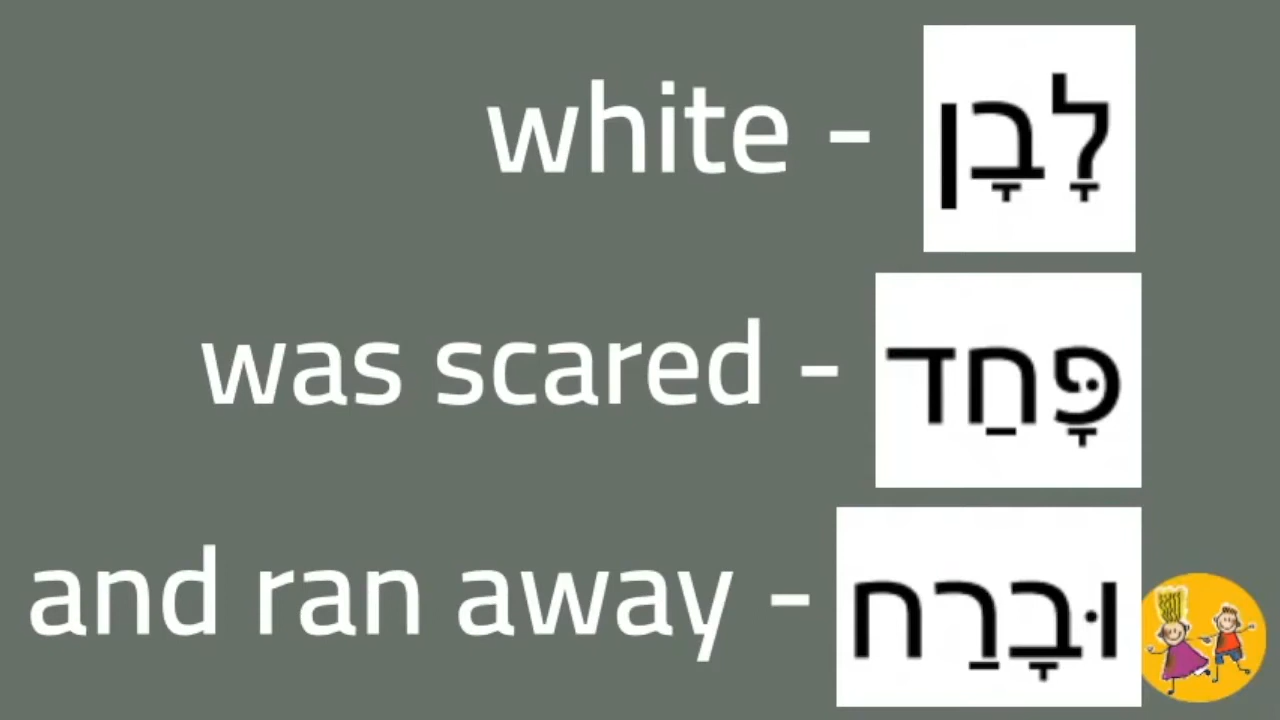 white - לָבָן
was scared - פָּחַד
and ran away - וּבָרַח